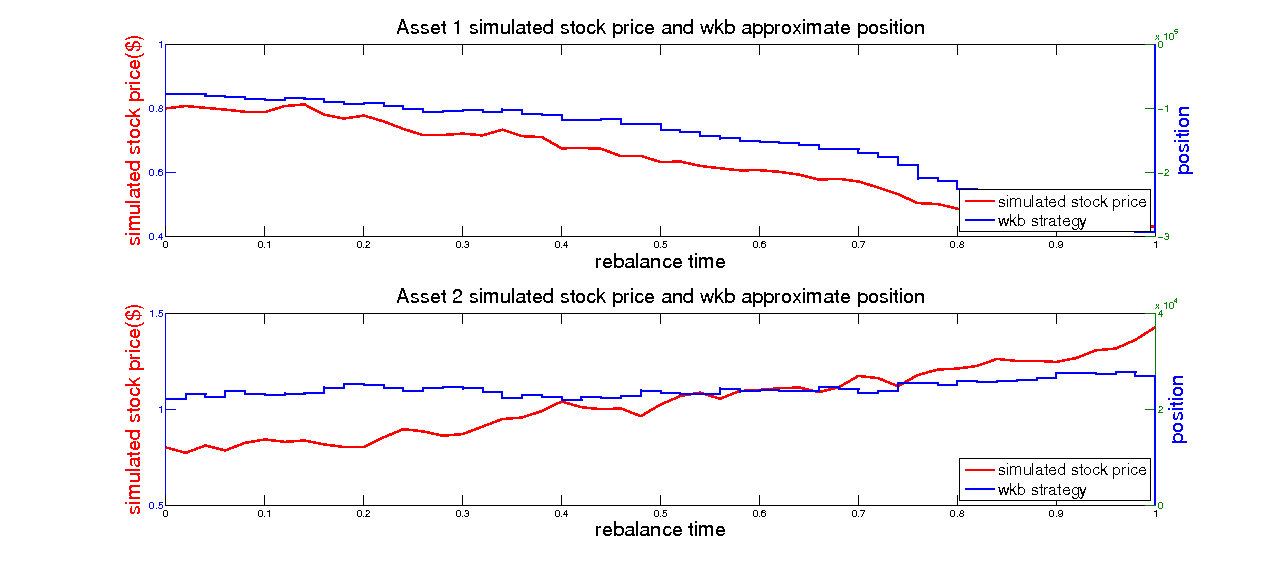 Asset 1 simulated stock price and wkb approximate position
x 10^5
simulated stock price($)
1
0.8
0.6
0.4
0
-1
-2
-3
position
simulated stock price
wkb strategy
0 0.1 0.2 0.3 0.4 0.5 0.6 0.7 0.8 0.9 1
rebalance time
Asset 2 simulated stock price and wkb approximate position
x 10^4
simulated stock price($)
1.5
1
0.5
4
2
0
position
simulated stock price
wkb strategy
0 0.1 0.2 0.3 0.4 0.5 0.6 0.7 0.8 0.9 1
rebalance time